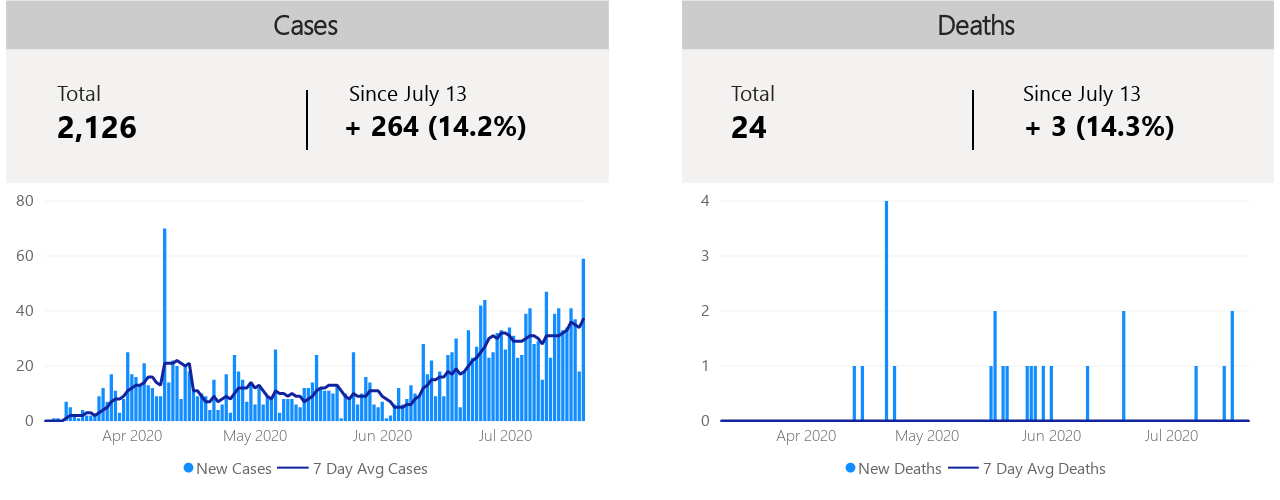 Cases
Total
2,126
Since July 13
+ 264 (14.2%)
80
60
40
20
0
Apr 2020
May 2020
Jun 2020
Jul 2020
New Cases
7 Day Avg Cases
Deaths
Total
24
Since July 13
+ 3 (14.3%)
4
3
2
1
0
Apr 2020
May 2020
Jun 2020
Jul 2020
New Deaths
7 Day Avg Deaths